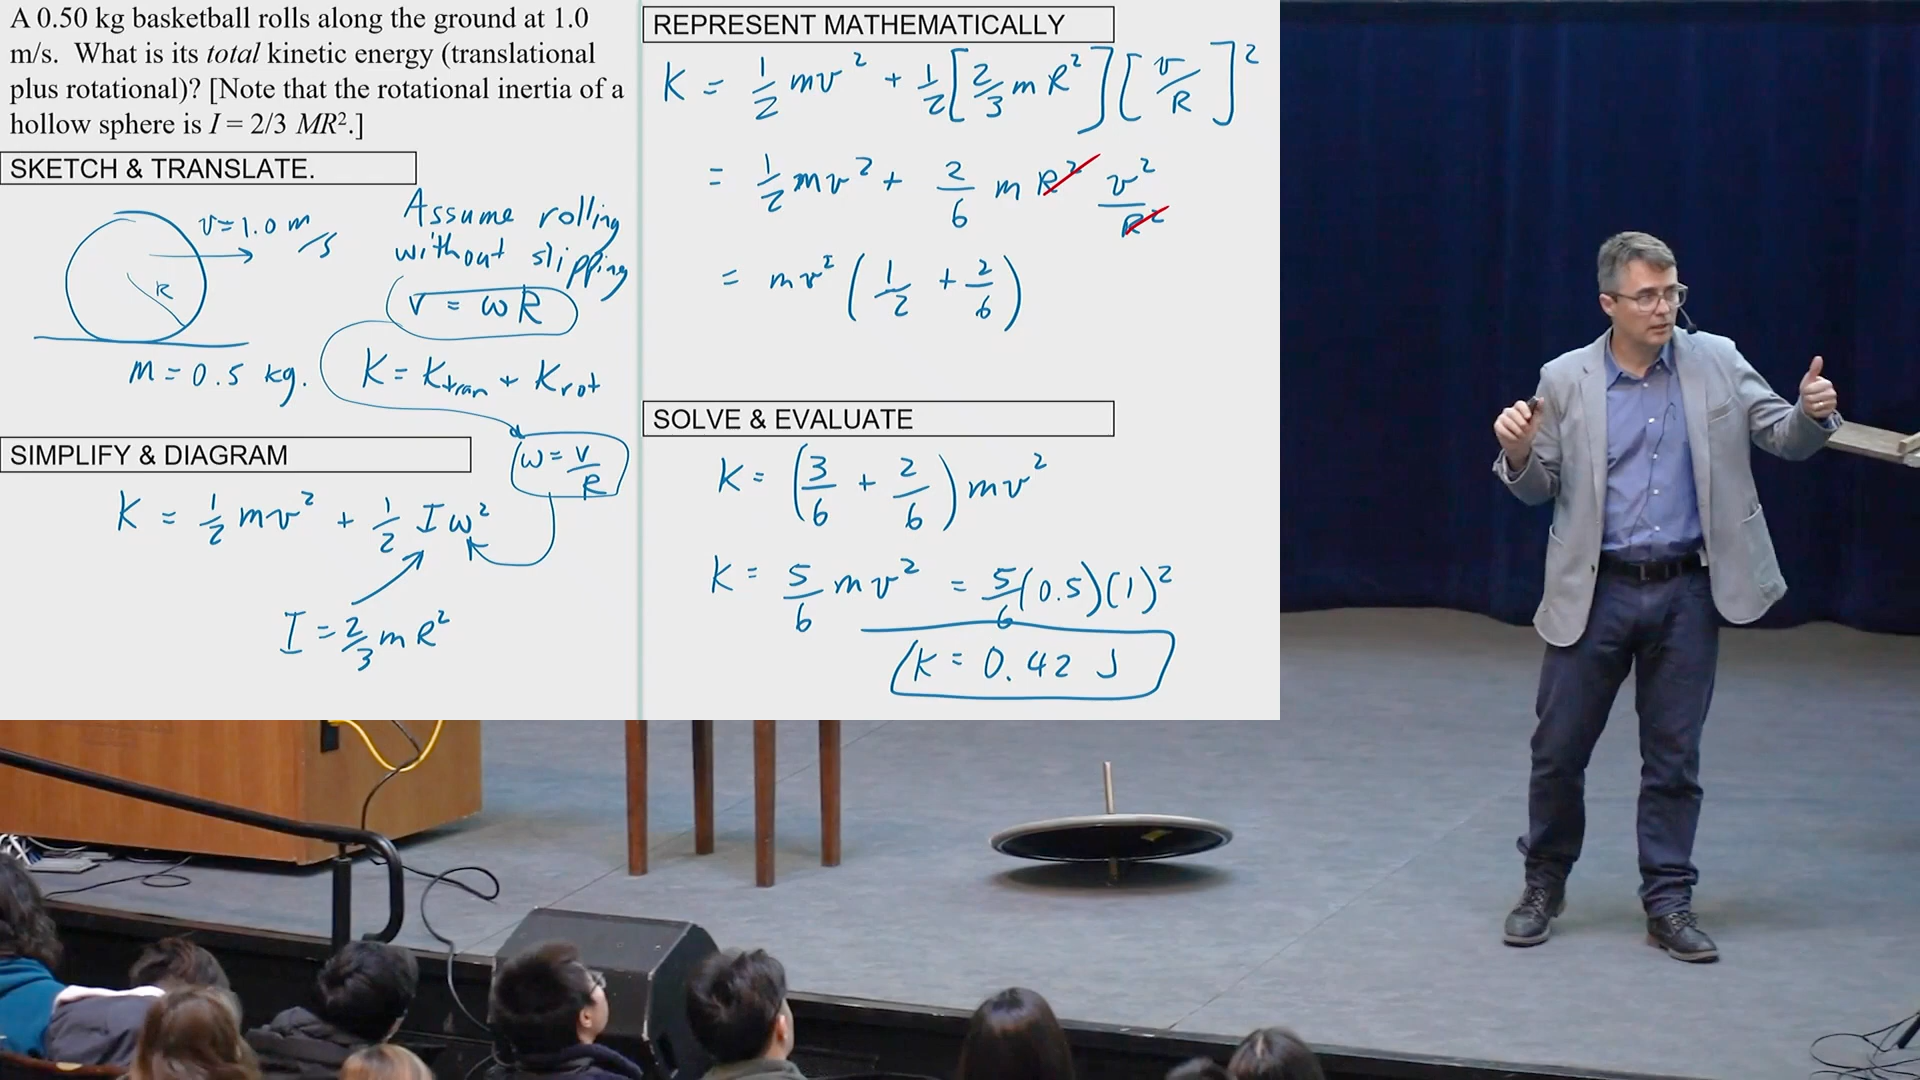 A 0.50 kg basketball rolls along the ground at 1.0
m/s. What is its total kinetic energy (translational
plus rotational)? [Note that the rotational inertia of a
hollow sphere is I = 2/3 MR².]
SKETCH & TRANSLATE.
v = 1.0 m/s
R
m = 0.5 kg.
Assume rolling
without slipping
v = ωR
K = Ktran + Krot
ω = v/R
SIMPLIFY & DIAGRAM
K = 1/2 mv² + 1/2 Iω²
I = 2/3 mR²
REPRESENT MATHEMATICALLY
K = 1/2 mv² + 1/2 [2/3 mR²] [v/R]²
= 1/2 mv² + 2/6 m R² v²/R²
= mv² (1/2 + 2/6)
SOLVE & EVALUATE
K = (3/6 + 2/6) mv²
K = 5/6 mv² = 5/6 (0.5)(1)²
K = 0.42 J